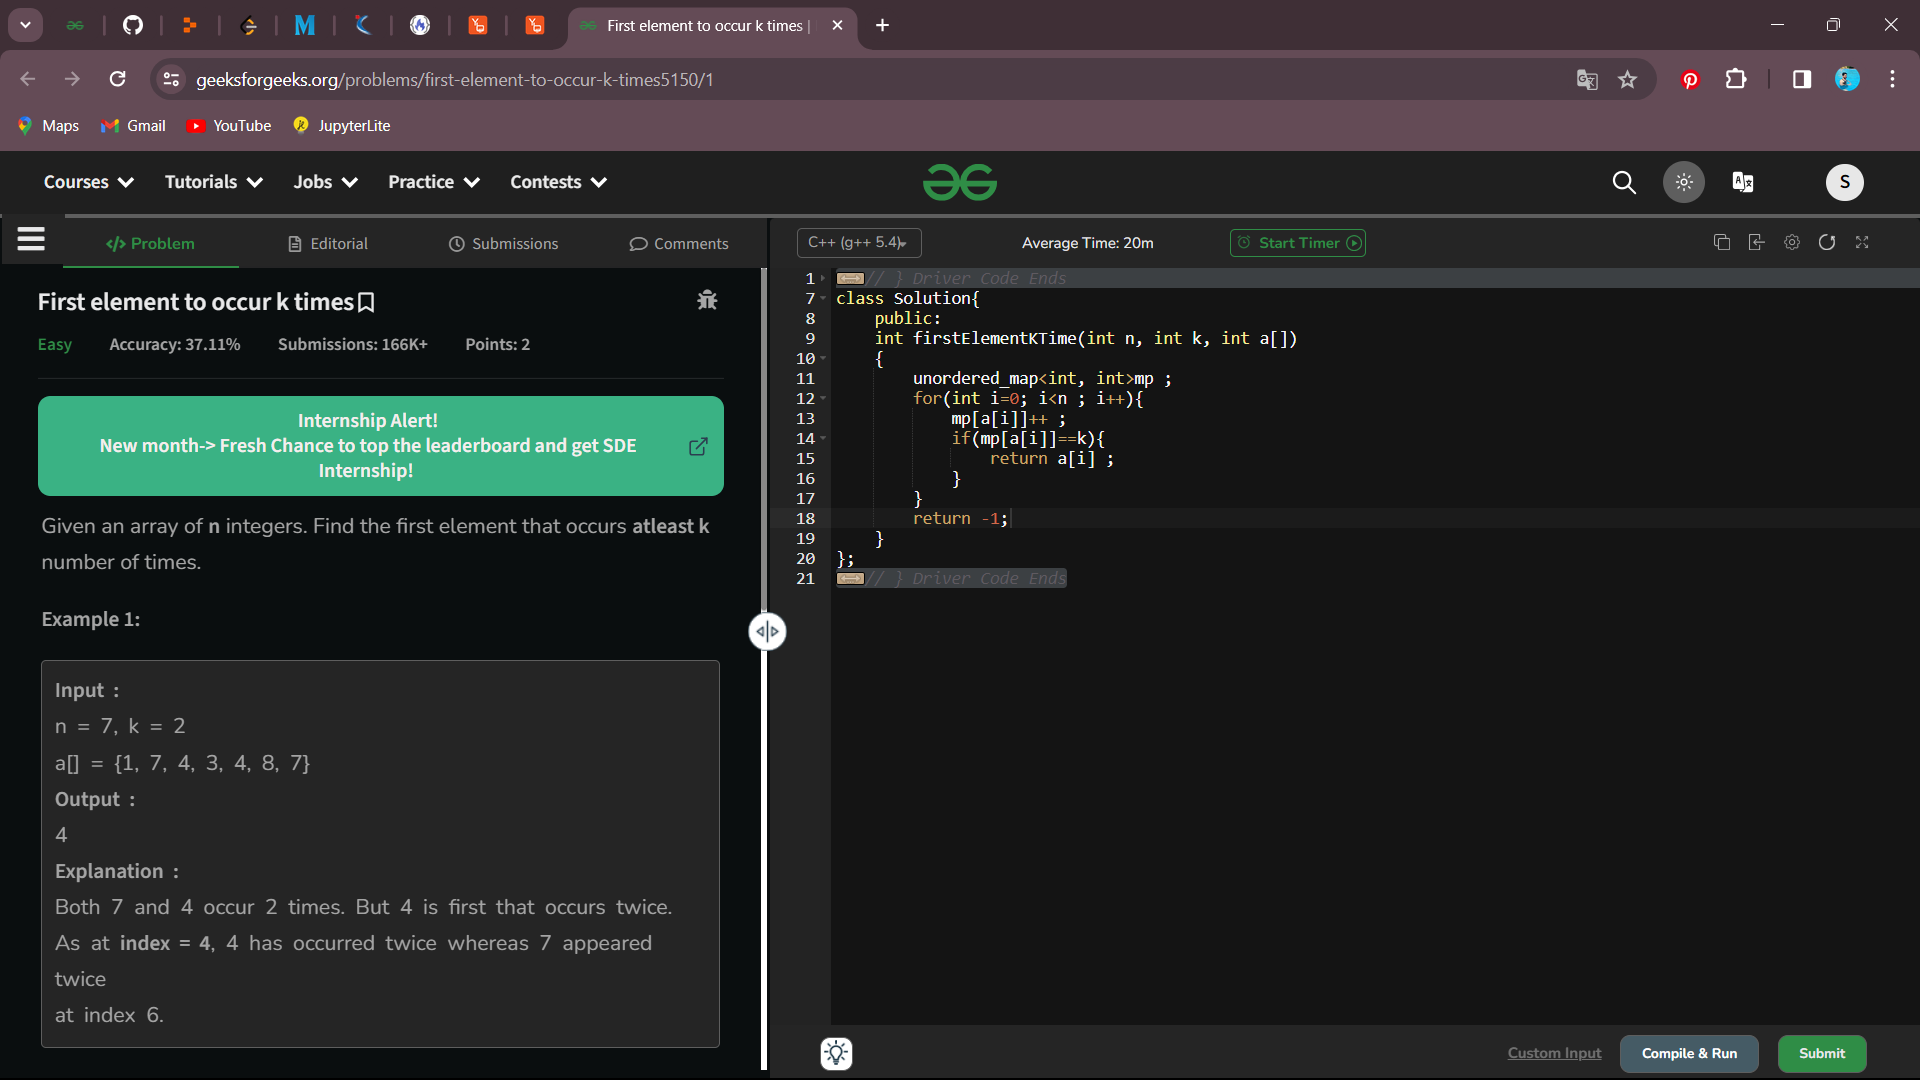 First element to occur k times |
geeksforgeeks.org/problems/first-element-to-occur-k-times5150/1
Maps
Gmail
YouTube
JupyterLite
Courses
Tutorials
Jobs
Practice
Contests
S
</> Problem
Editorial
Submissions
Comments
C++ (g++ 5.4)
Average Time: 20m
Start Timer
First element to occur k times
Easy
Accuracy: 37.11%
Submissions: 166K+
Points: 2
Internship Alert!
New month-> Fresh Chance to top the leaderboard and get SDE
Internship!
Given an array of n integers. Find the first element that occurs atleast k
number of times.
Example 1:
Input :
n = 7, k = 2
a[] = {1, 7, 4, 3, 4, 8, 7}
Output :
4
Explanation :
Both 7 and 4 occur 2 times. But 4 is first that occurs twice.
As at index = 4, 4 has occurred twice whereas 7 appeared
twice
at index 6.
1 // } Driver Code Ends
7 class Solution{
8 public:
9 int firstElementKTime(int n, int k, int a[])
10 {
11 unordered_map<int, int>mp ;
12 for(int i=0; i<n ; i++){
13 mp[a[i]]++ ;
14 if(mp[a[i]]==k){
15 return a[i] ;
16 }
17 }
18 return -1;
19 }
20 };
21 // } Driver Code Ends
Custom Input
Compile & Run
Submit